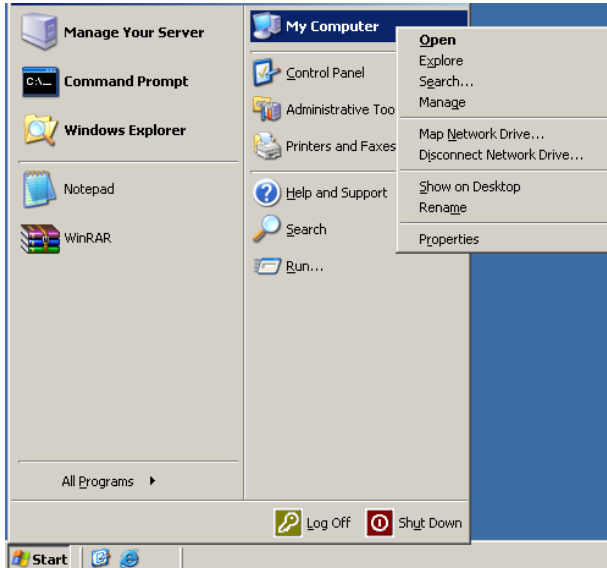 Manage Your Server
Command Prompt
Windows Explorer
Notepad
WinRAR
All Programs
My Computer
Control Panel
Administrative Too
Printers and Faxes
Help and Support
Search
Run...
Open
Explore
Search...
Manage
Map Network Drive...
Disconnect Network Drive...
Show on Desktop
Rename
Properties
Log Off
Shut Down
Start